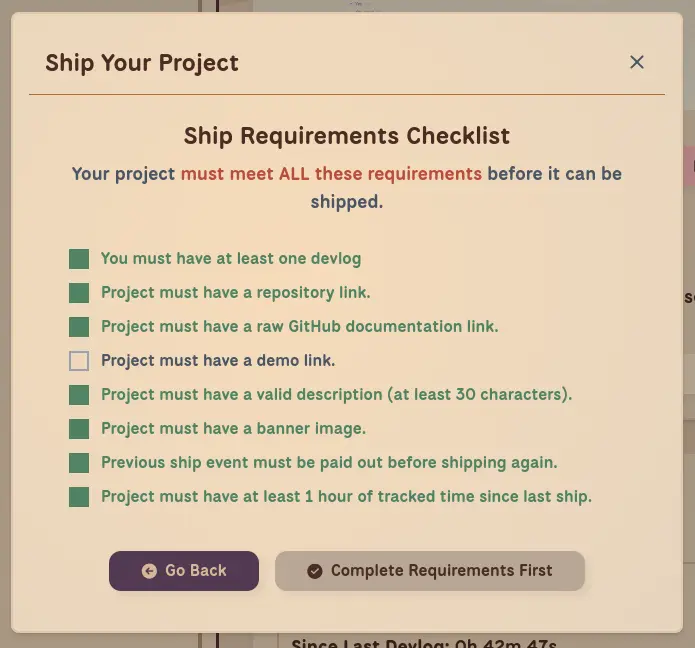 Ship Your Project
Ship Requirements Checklist
Your project must meet ALL these requirements before it can be
shipped.
You must have at least one devlog
Project must have a repository link.
Project must have a raw GitHub documentation link.
Project must have a demo link.
Project must have a valid description (at least 30 characters).
Project must have a banner image.
Previous ship event must be paid out before shipping again.
Project must have at least 1 hour of tracked time since last ship.
Go Back
Complete Requirements First
Since Last Devlog: 0h 42m 47s